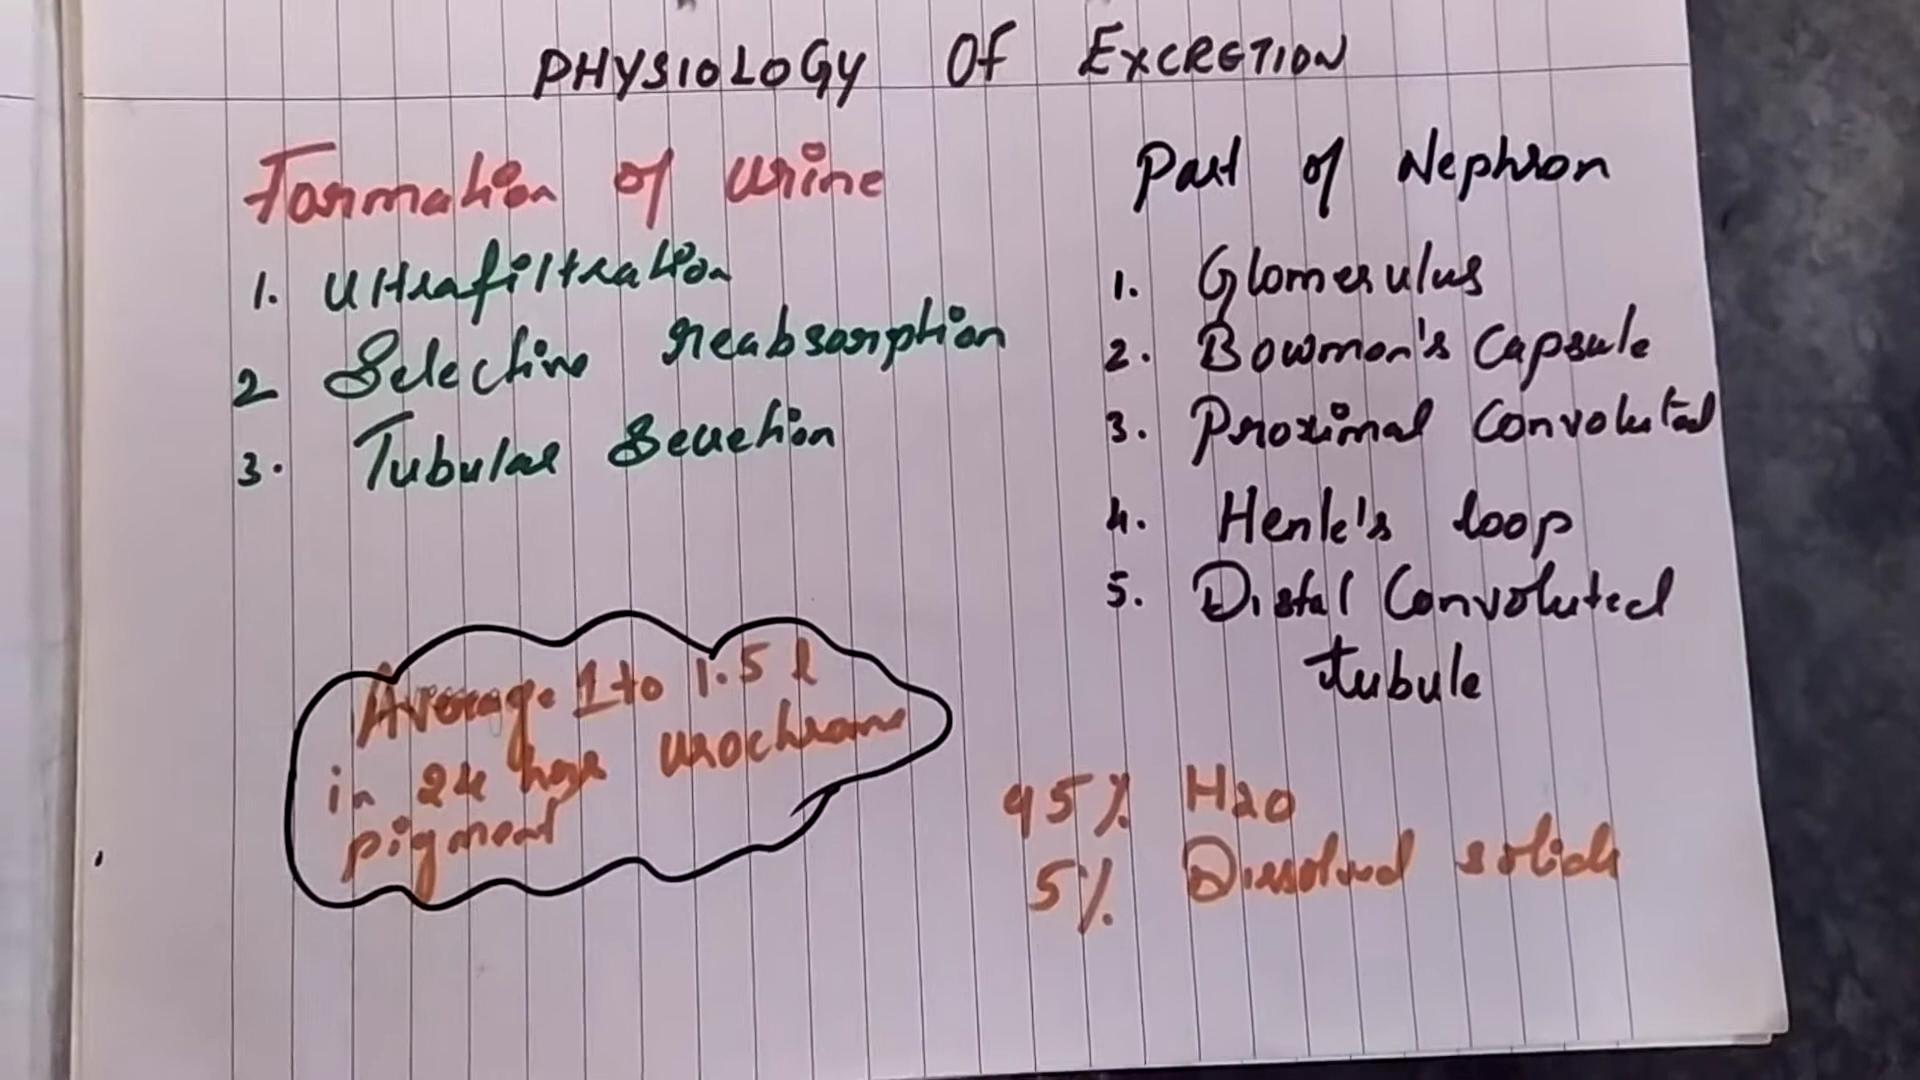 PHYSIOLOGY OF EXCRETION
Formation of urine
1. Ultrafiltration
2 Selective reabsorption
3. Tubular Secretion
Average 1 to 1.5 l
in 24 hrs urochrome
pigment
Part of Nephron
1. Glomerulus
2. Bowman's Capsule
3. Proximal Convoluted
4. Henle's loop
5. Distal Convoluted
tubule
95% H2O
5% Dissolved solids